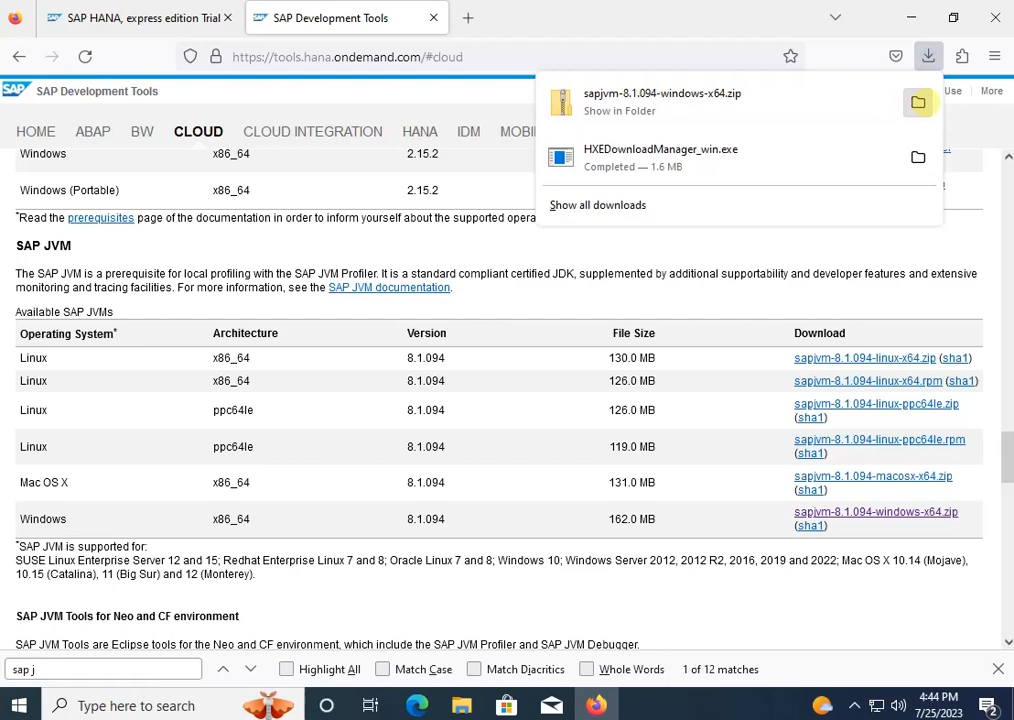 SAP HANA, express edition Trial
SAP Development Tools
https://tools.hana.ondemand.com/#cloud
sapjvm-8.1.094-windows-x64.zip
Show in Folder
HXEDownloadManager_win.exe
Completed — 1.6 MB
Show all downloads
SAP SAP Development Tools
Use More
HOME ABAP BW CLOUD CLOUD INTEGRATION HANA IDM MOBI
Windows x86_64 2.15.2
Windows (Portable) x86_64 2.15.2
*Read the prerequisites page of the documentation in order to inform yourself about the supported opera
SAP JVM
The SAP JVM is a prerequisite for local profiling with the SAP JVM Profiler. It is a standard compliant certified JDK, supplemented by additional supportability and developer features and extensive
monitoring and tracing facilities. For more information, see the SAP JVM documentation.
Available SAP JVMs
Operating System* Architecture Version File Size Download
Linux x86_64 8.1.094 130.0 MB sapjvm-8.1.094-linux-x64.zip (sha1)
Linux x86_64 8.1.094 126.0 MB sapjvm-8.1.094-linux-x64.rpm (sha1)
Linux ppc64le 8.1.094 126.0 MB sapjvm-8.1.094-linux-ppc64le.zip
(sha1)
Linux ppc64le 8.1.094 119.0 MB sapjvm-8.1.094-linux-ppc64le.rpm
(sha1)
Mac OS X x86_64 8.1.094 131.0 MB sapjvm-8.1.094-macosx-x64.zip
(sha1)
Windows x86_64 8.1.094 162.0 MB sapjvm-8.1.094-windows-x64.zip
(sha1)
*SAP JVM is supported for:
SUSE Linux Enterprise Server 12 and 15; Redhat Enterprise Linux 7 and 8; Oracle Linux 7 and 8; Windows 10; Windows Server 2012, 2012 R2, 2016, 2019 and 2022; Mac OS X 10.14 (Mojave),
10.15 (Catalina), 11 (Big Sur) and 12 (Monterey).
SAP JVM Tools for Neo and CF environment
SAP JVM Tools are Eclipse tools for the Neo and CF environment, which include the SAP JVM Profiler and SAP JVM Debugger.
sap j
Highlight All Match Case Match Diacritics Whole Words 1 of 12 matches
Type here to search
4:44 PM
7/25/2023
2